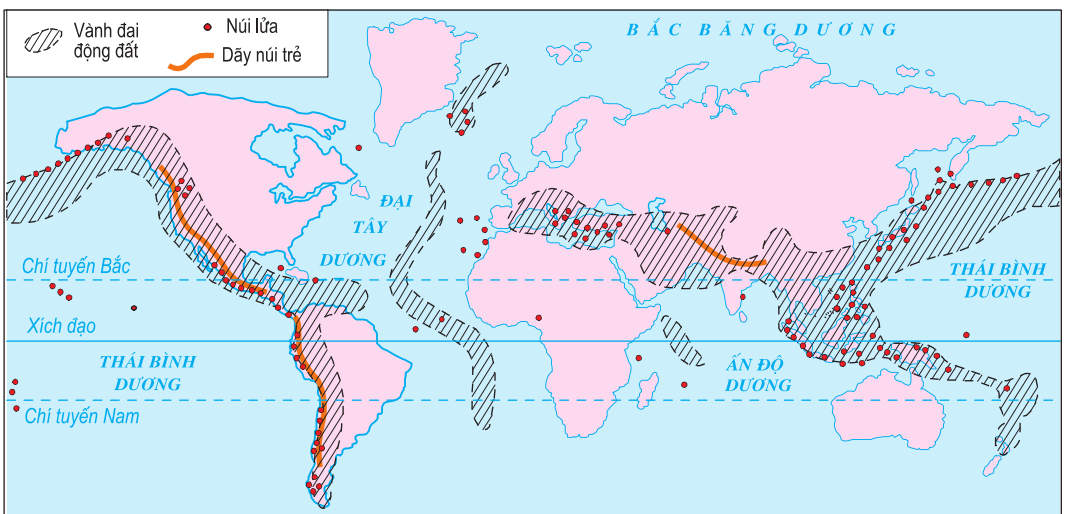 Vành đai
động đất
Núi lửa
Dãy núi trẻ
BẮC BĂNG DƯƠNG
ĐẠI
TÂY
DƯƠNG
Chí tuyến Bắc
THÁI BÌNH
DƯƠNG
Xích đạo
THÁI BÌNH
DƯƠNG
ẤN ĐỘ
DƯƠNG
Chí tuyến Nam